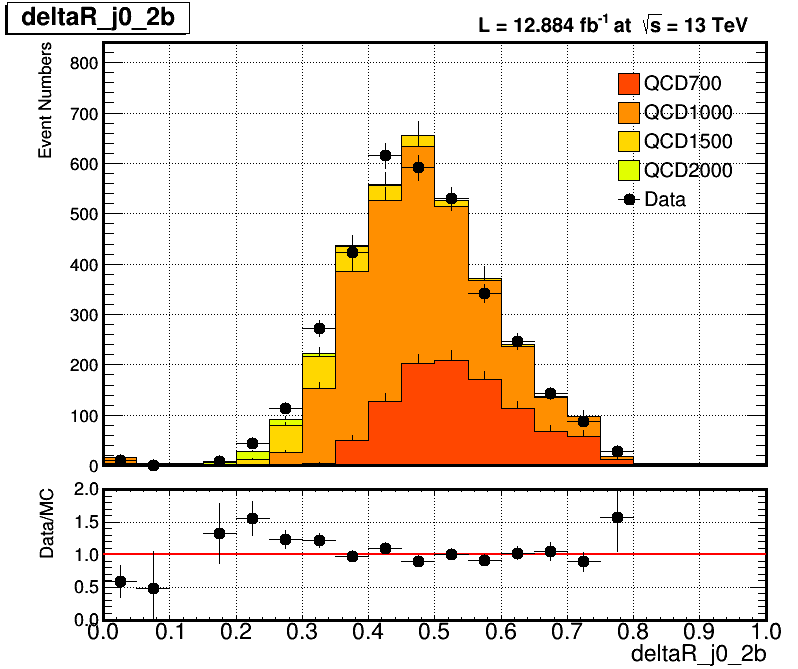 deltaR_j0_2b
L = 12.884 fb⁻¹ at √s = 13 TeV
Event Numbers
800
700
600
500
400
300
200
100
0
QCD700
QCD1000
QCD1500
QCD2000
Data
Data/MC
2.0
1.5
1.0
0.5
0.0
0.0 0.1 0.2 0.3 0.4 0.5 0.6 0.7 0.8 0.9 1.0
deltaR_j0_2b